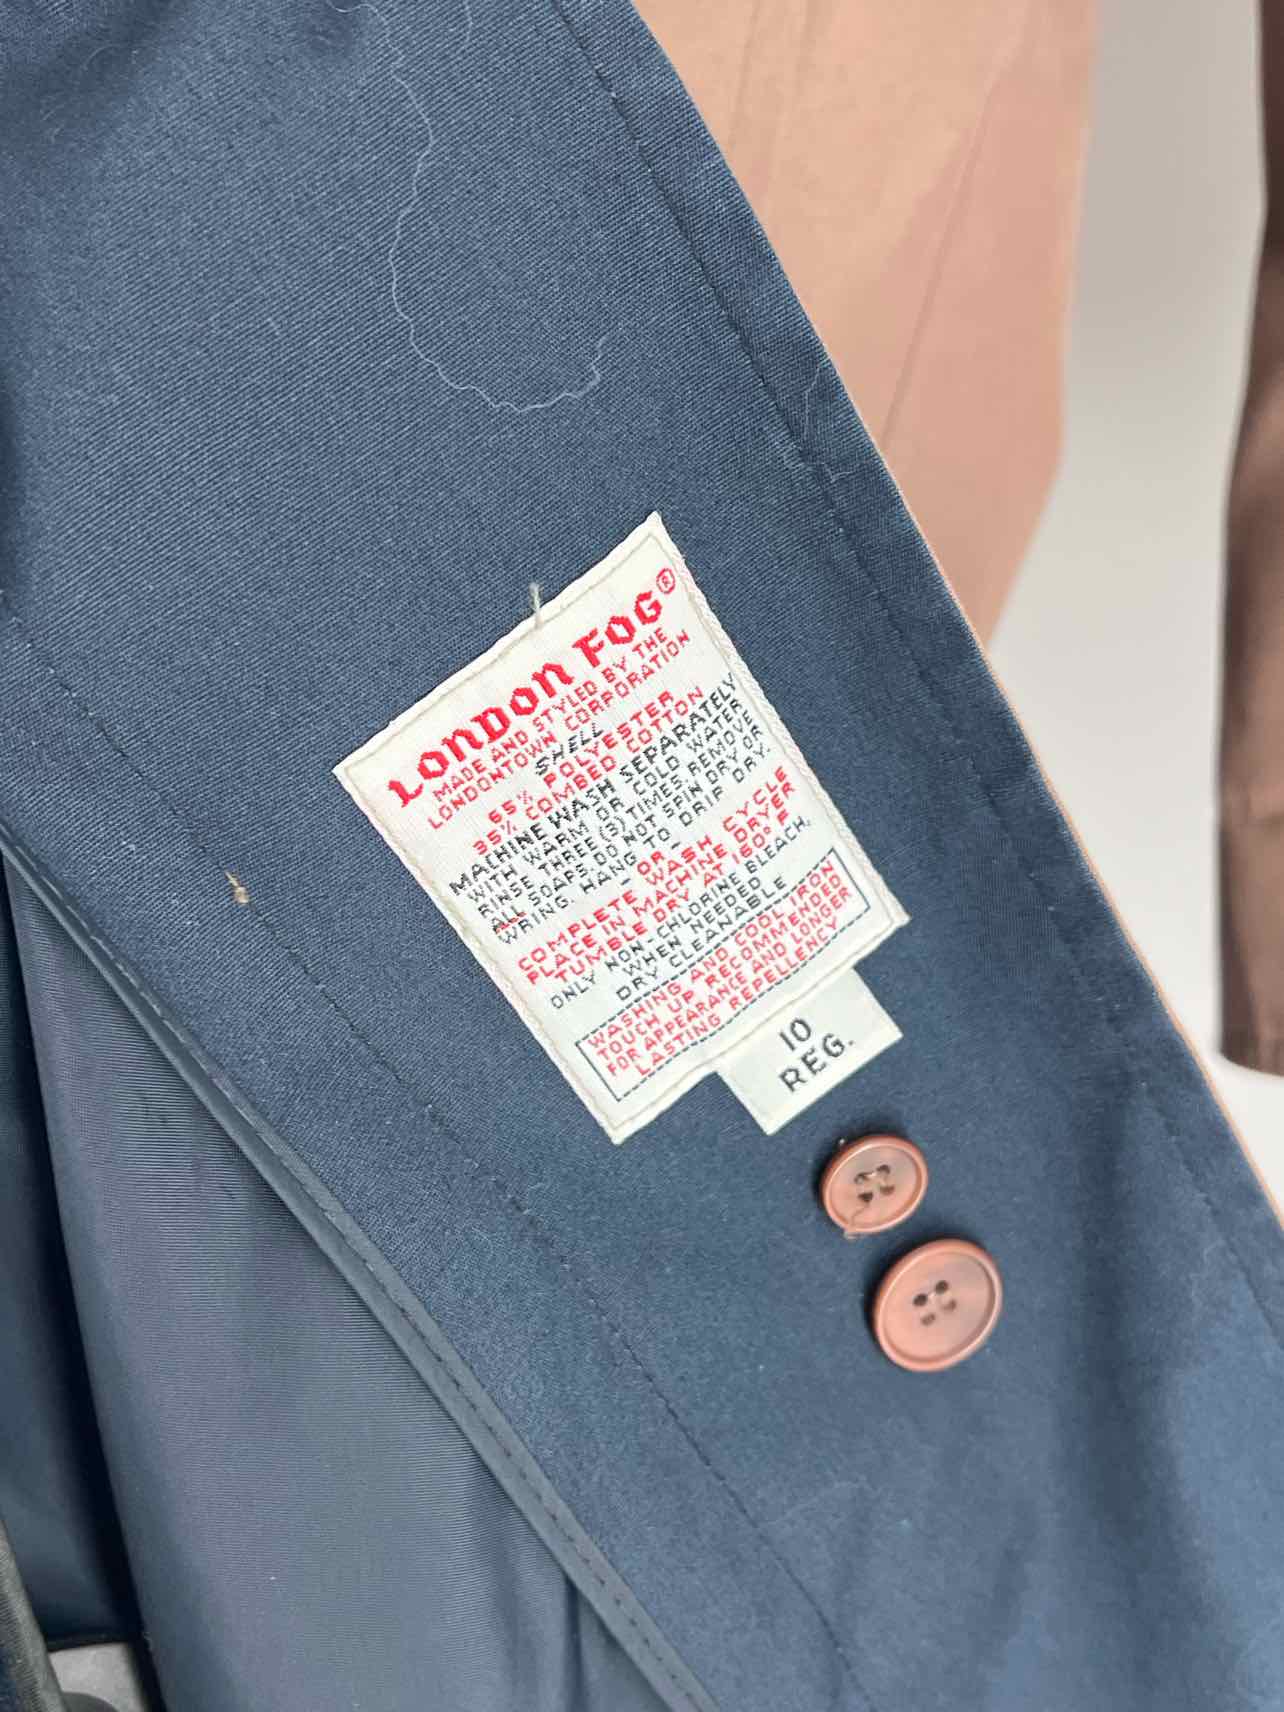 LONDON FOG®
MADE AND STYLED BY THE
LONDONTOWN CORPORATION
SHELL
65% POLYESTER
35% COMBED COTTON
MACHINE WASH SEPARATELY
WITH WARM OR COLD WATER
RINSE THREE (3) TIMES. REMOVE
ALL SOAPS. DO NOT SPIN DRY OR
WRING. HANG TO DRIP DRY.
- OR -
COMPLETE WASH CYCLE
PLACE IN MACHINE DRYER
TUMBLE DRY AT 160° F
ONLY NON-CHLORINE BLEACH,
WHEN NEEDED -
DRY CLEANABLE
WASHING AND COOL IRON
TOUCH UP RECOMMENDED
FOR APPEARANCE AND LONGER
LASTING REPELLENCY
10
REG.